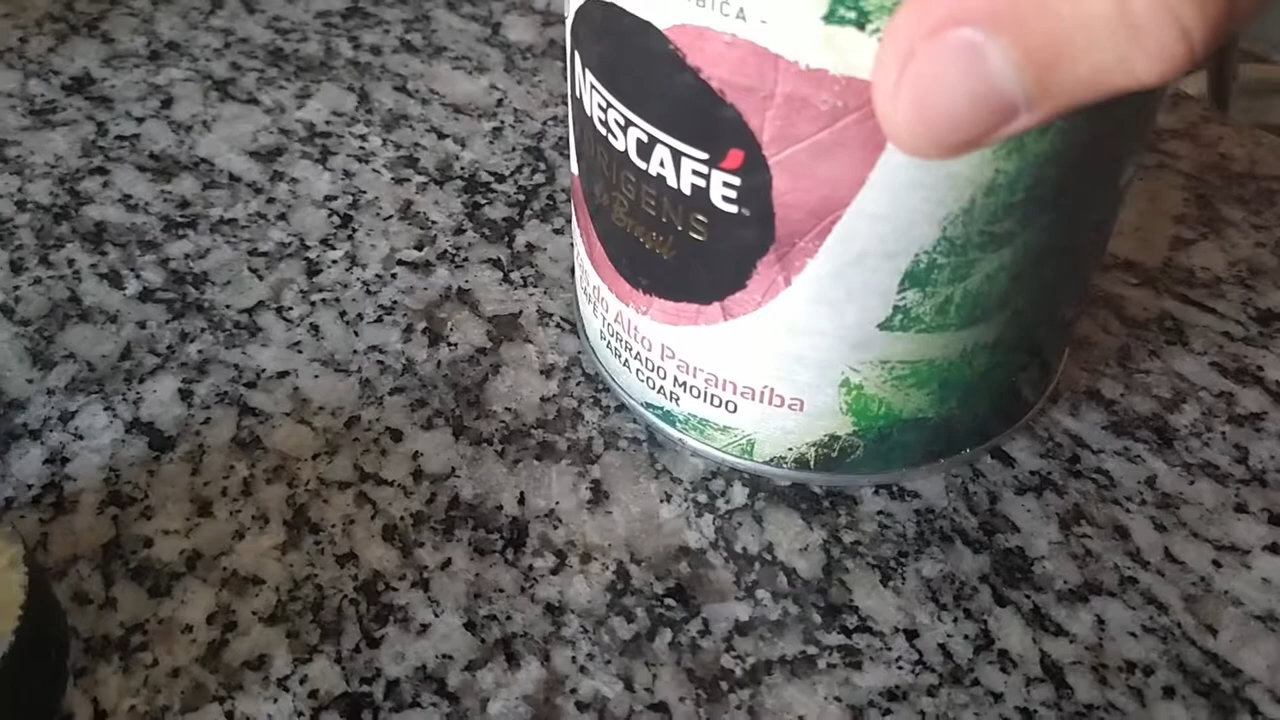 NESCAFÉ
ORIGENS
do Brasil
do Alto Paranaíba
CAFÉ TORRADO MOÍDO
PARA COAR